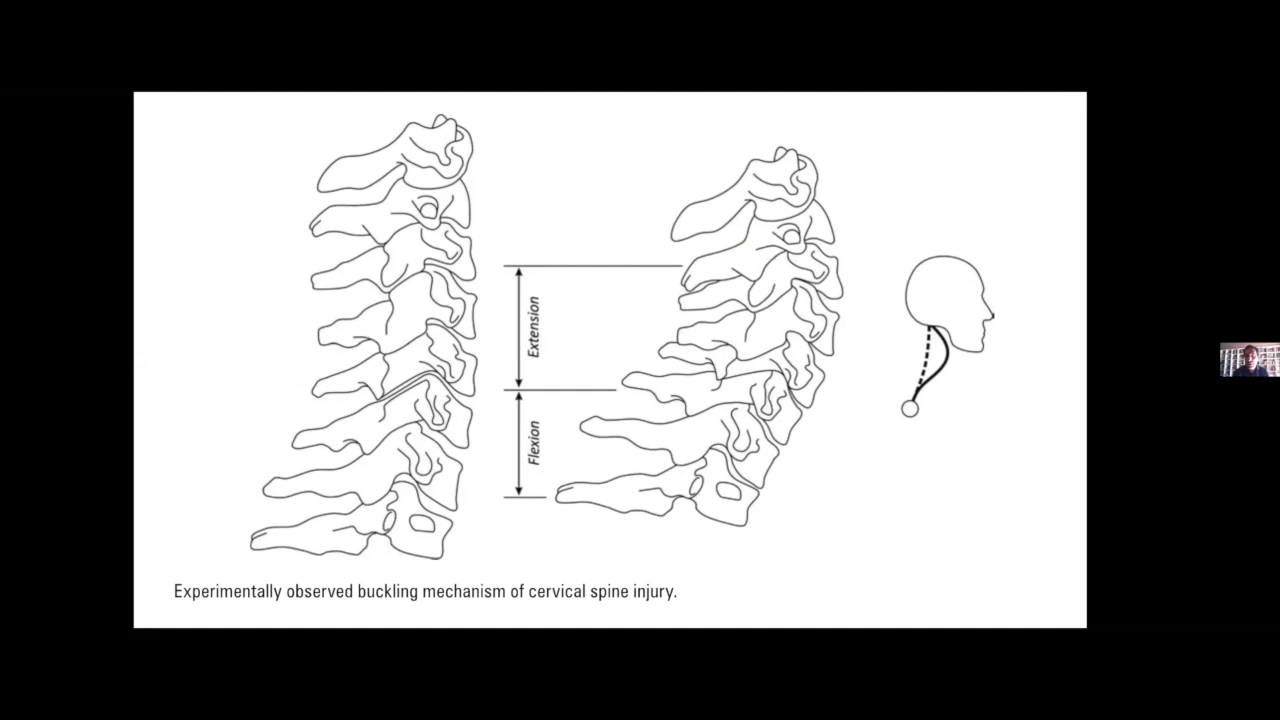 Extension
Flexion
Experimentally observed buckling mechanism of cervical spine injury.